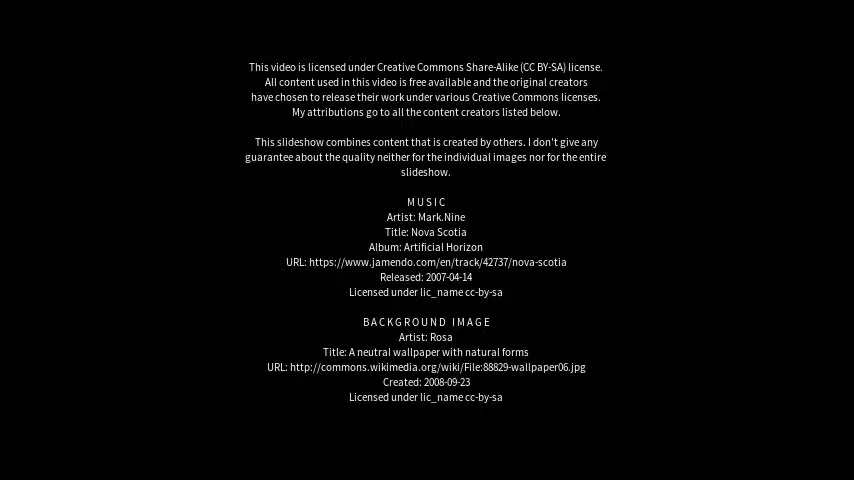 This video is licensed under Creative Commons Share-Alike (CC BY-SA) license.
All content used in this video is free available and the original creators
have chosen to release their work under various Creative Commons licenses.
My attributions go to all the content creators listed below.
This slideshow combines content that is created by others. I don't give any
guarantee about the quality neither for the individual images nor for the entire
slideshow.
MUSIC
Artist: Mark.Nine
Title: Nova Scotia
Album: Artificial Horizon
URL: https://www.jamendo.com/en/track/42737/nova-scotia
Released: 2007-04-14
Licensed under lic_name cc-by-sa
BACKGROUND IMAGE
Artist: Rosa
Title: A neutral wallpaper with natural forms
URL: http://commons.wikimedia.org/wiki/File:88829-wallpaper06.jpg
Created: 2008-09-23
Licensed under lic_name cc-by-sa